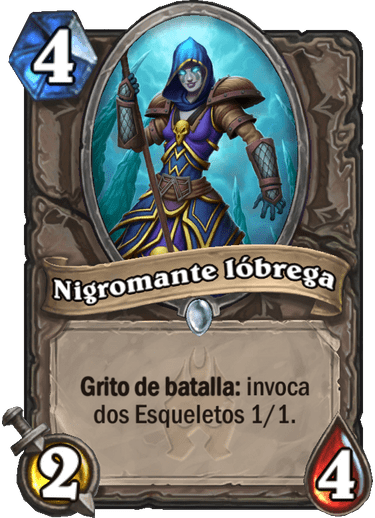 4
Nigromante lóbrega
Grito de batalla: invoca
dos Esqueletos 1/1.
2
4